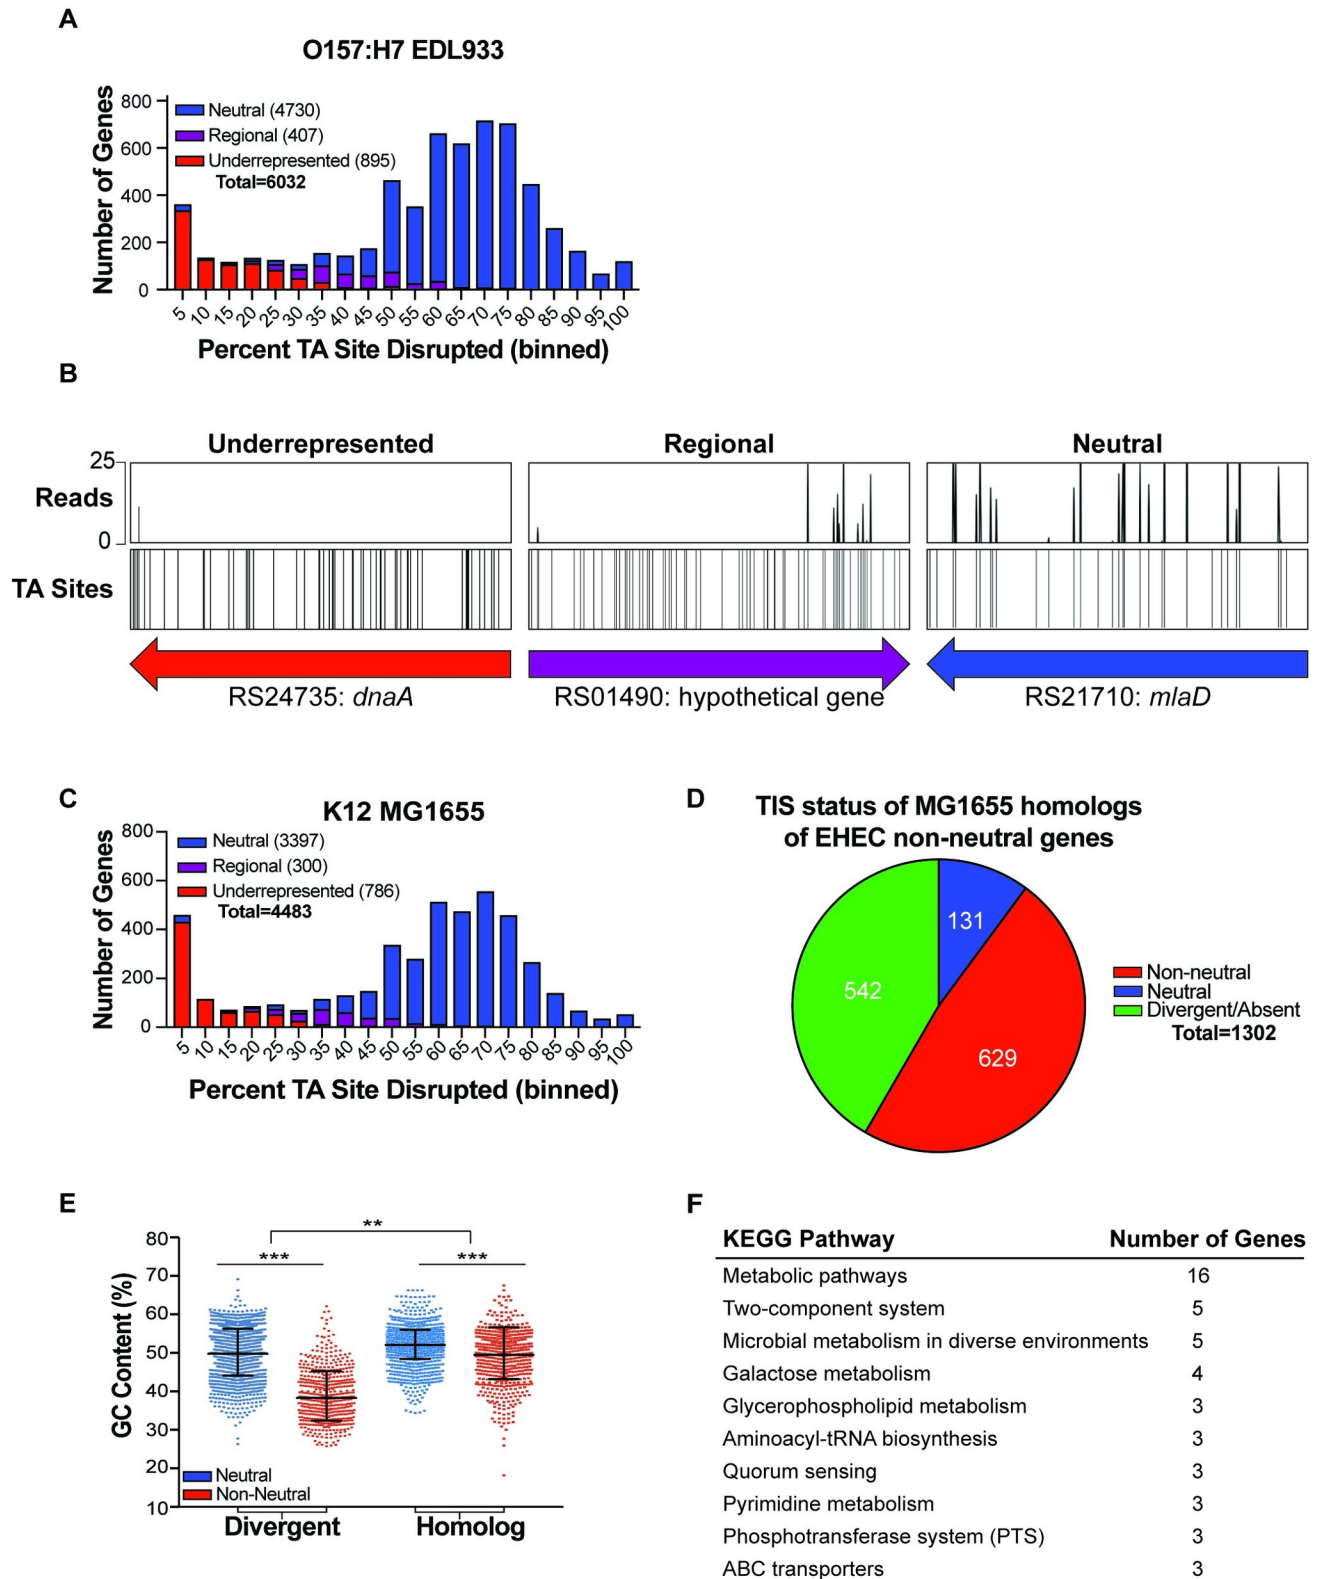 A
O157:H7 EDL933
Number of Genes
800
600
400
200
0
Neutral (4730)
Regional (407)
Underrepresented (895)
Total=6032
5 10 15 20 25 30 35 40 45 50 55 60 65 70 75 80 85 90 95 100
Percent TA Site Disrupted (binned)
B
Underrepresented Regional Neutral
25
Reads
0
TA Sites
RS24735: dnaA RS01490: hypothetical gene RS21710: mlaD
C
K12 MG1655
Number of Genes
800
600
400
200
0
Neutral (3397)
Regional (300)
Underrepresented (786)
Total=4483
5 10 15 20 25 30 35 40 45 50 55 60 65 70 75 80 85 90 95 100
Percent TA Site Disrupted (binned)
D
TIS status of MG1655 homologs
of EHEC non-neutral genes
131
542
629
Non-neutral
Neutral
Divergent/Absent
Total=1302
E
GC Content (%)
80
70
60
50
40
30
20
10
**
*** ***
Neutral
Non-Neutral
Divergent Homolog
F
KEGG Pathway Number of Genes
Metabolic pathways 16
Two-component system 5
Microbial metabolism in diverse environments 5
Galactose metabolism 4
Glycerophospholipid metabolism 3
Aminoacyl-tRNA biosynthesis 3
Quorum sensing 3
Pyrimidine metabolism 3
Phosphotransferase system (PTS) 3
ABC transporters 3